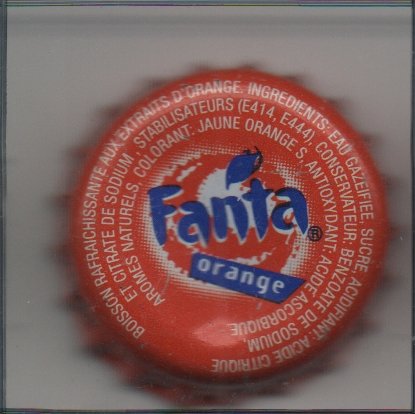 BOISSON RAFRAICHISSANTE AUX EXTRAITS D'ORANGE. INGREDIENTS: EAU GAZEIFIEE, SUCRE, ACIDIFIANT: ACIDE CITRIQUE
ET CITRATE DE SODIUM, STABILISATEURS (E414, E444), CONSERVATEUR: BENZOATE DE SODIUM,
AROMES NATURELS, COLORANT: JAUNE ORANGE S, ANTIOXYDANT: ACIDE ASCORBIQUE
Fanta®
orange